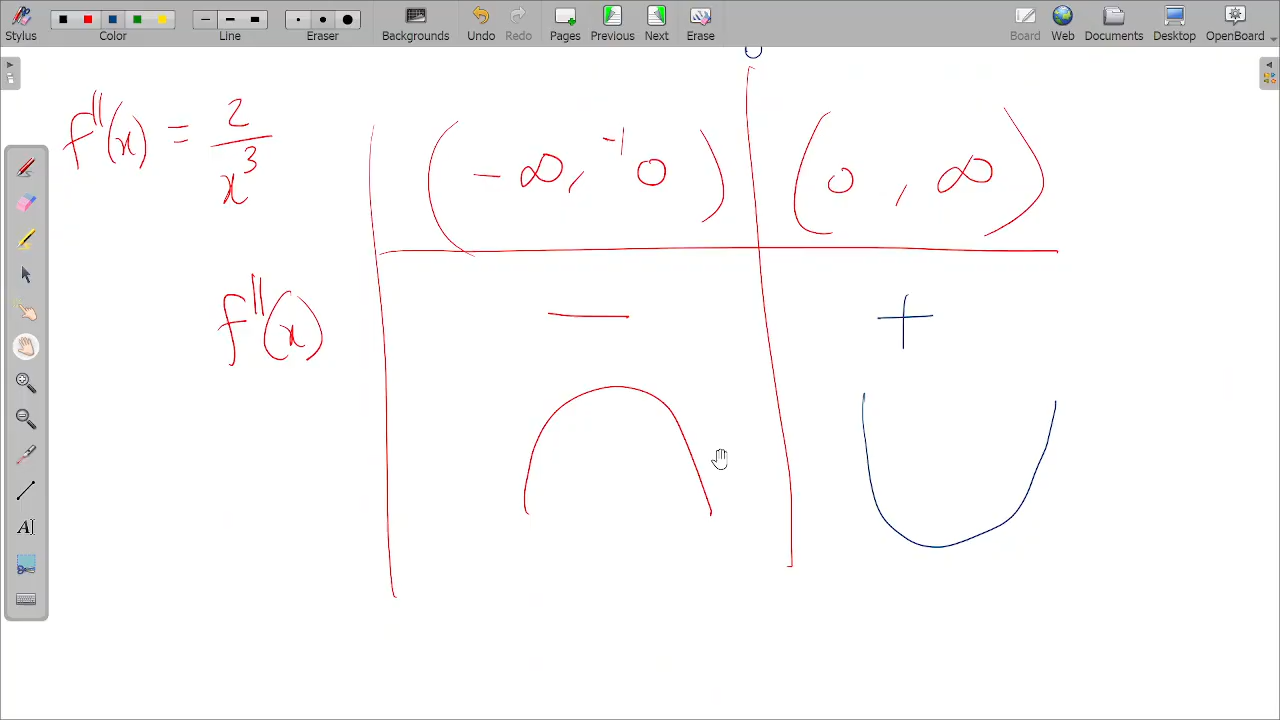 Stylus Color Line Eraser Backgrounds Undo Redo Pages Previous Next Erase Board Web Documents Desktop OpenBoard
f''(x) = 2/x³
(-∞, -1 0) (0, ∞)
f''(x) − +
A